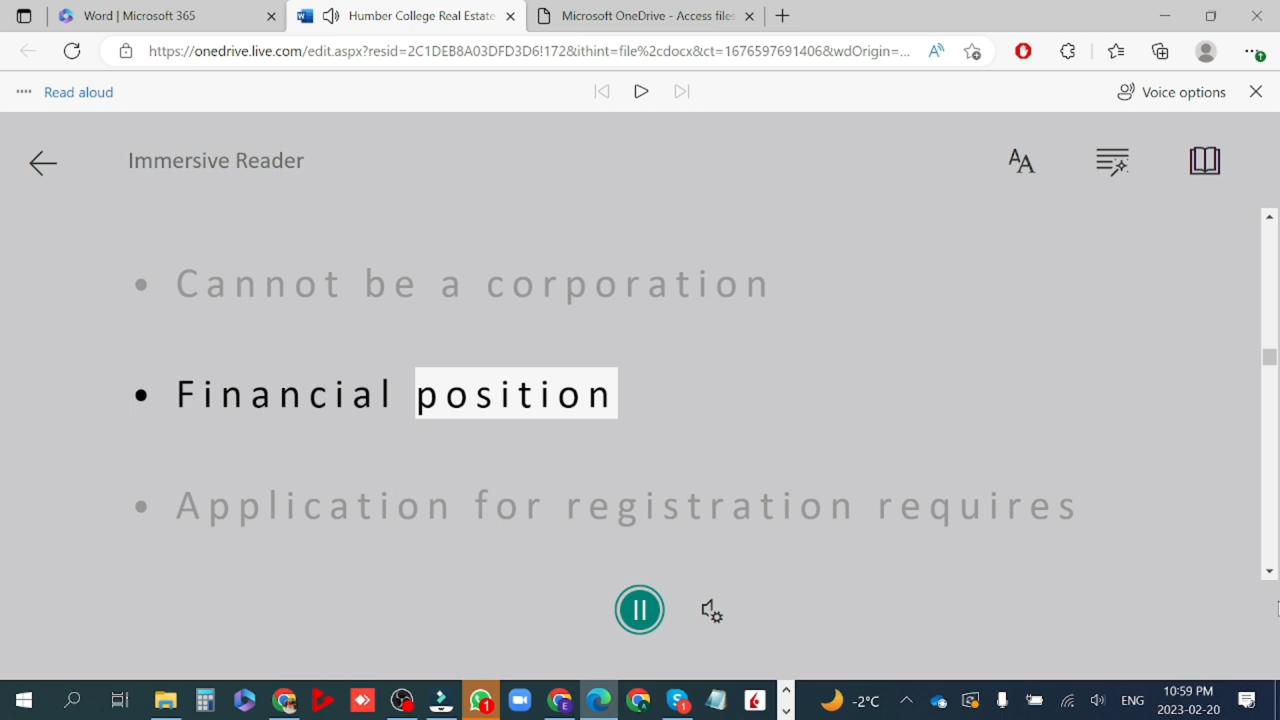 Word | Microsoft 365
Humber College Real Estate
Microsoft OneDrive - Access files
https://onedrive.live.com/edit.aspx?resid=2C1DEB8A03DFD3D6!172&ithint=file%2cdocx&ct=1676597691406&wdOrigin=...
Read aloud
Voice options
Immersive Reader
AA
• Cannot be a corporation
• Financial position
• Application for registration requires
-2°C
ENG
10:59 PM
2023-02-20